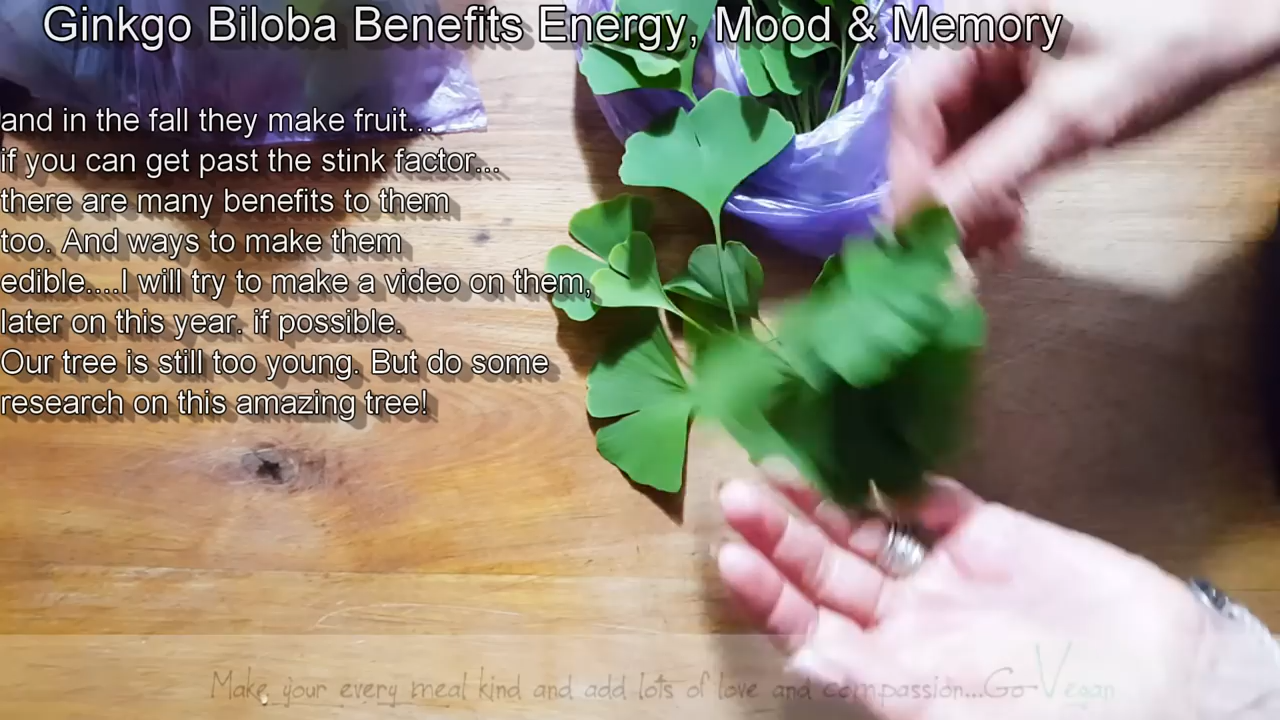 Ginkgo Biloba Benefits Energy, Mood & Memory
and in the fall they make fruit...
if you can get past the stink factor...
there are many benefits to them
too. And ways to make them
edible....I will try to make a video on them,
later on this year. if possible.
Our tree is still too young. But do some
research on this amazing tree!
Make your every meal kind and add lots of love and compassion...Go Vegan